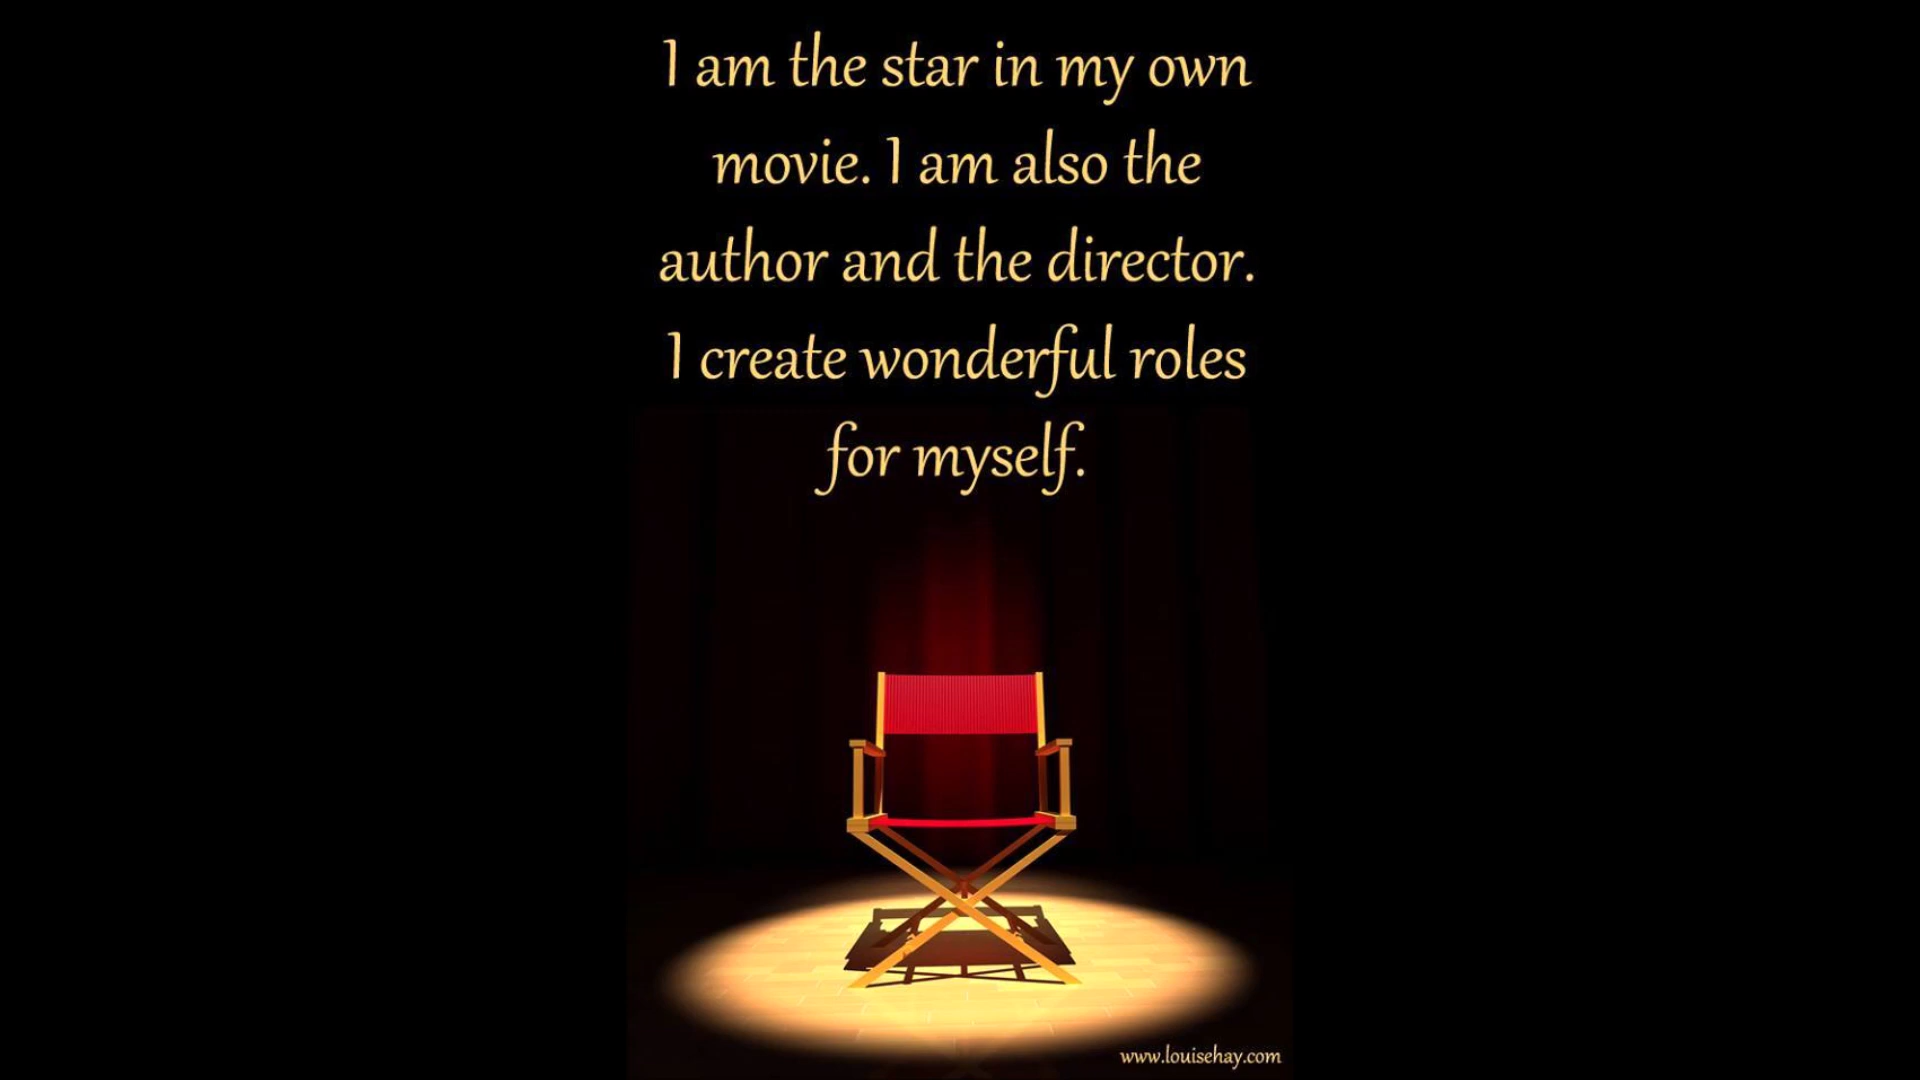 I am the star in my own
movie. I am also the
author and the director.
I create wonderful roles
for myself.
www.louisehay.com